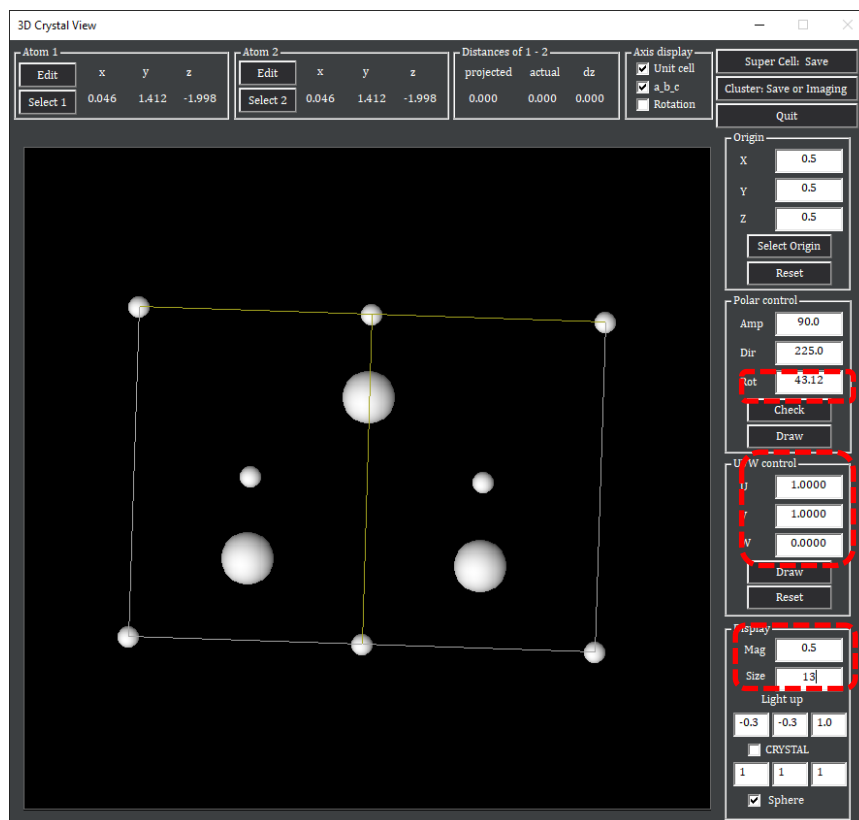 3D Crystal View
Atom 1
Edit x y z
Select 1 0.046 1.412 -1.998
Atom 2
Edit x y z
Select 2 0.046 1.412 -1.998
Distances of 1 - 2
projected actual dz
0.000 0.000 0.000
Axis display
Unit cell
a_b_c
Rotation
Super Cell: Save
Cluster: Save or Imaging
Quit
Origin
X 0.5
Y 0.5
Z 0.5
Select Origin
Reset
Polar control
Amp 90.0
Dir 225.0
Rot 43.12
Check
Draw
UVW control
U 1.0000
V 1.0000
W 0.0000
Draw
Reset
Display
Mag 0.5
Size 13
Light up
-0.3 -0.3 1.0
CRYSTAL
1 1 1
Sphere